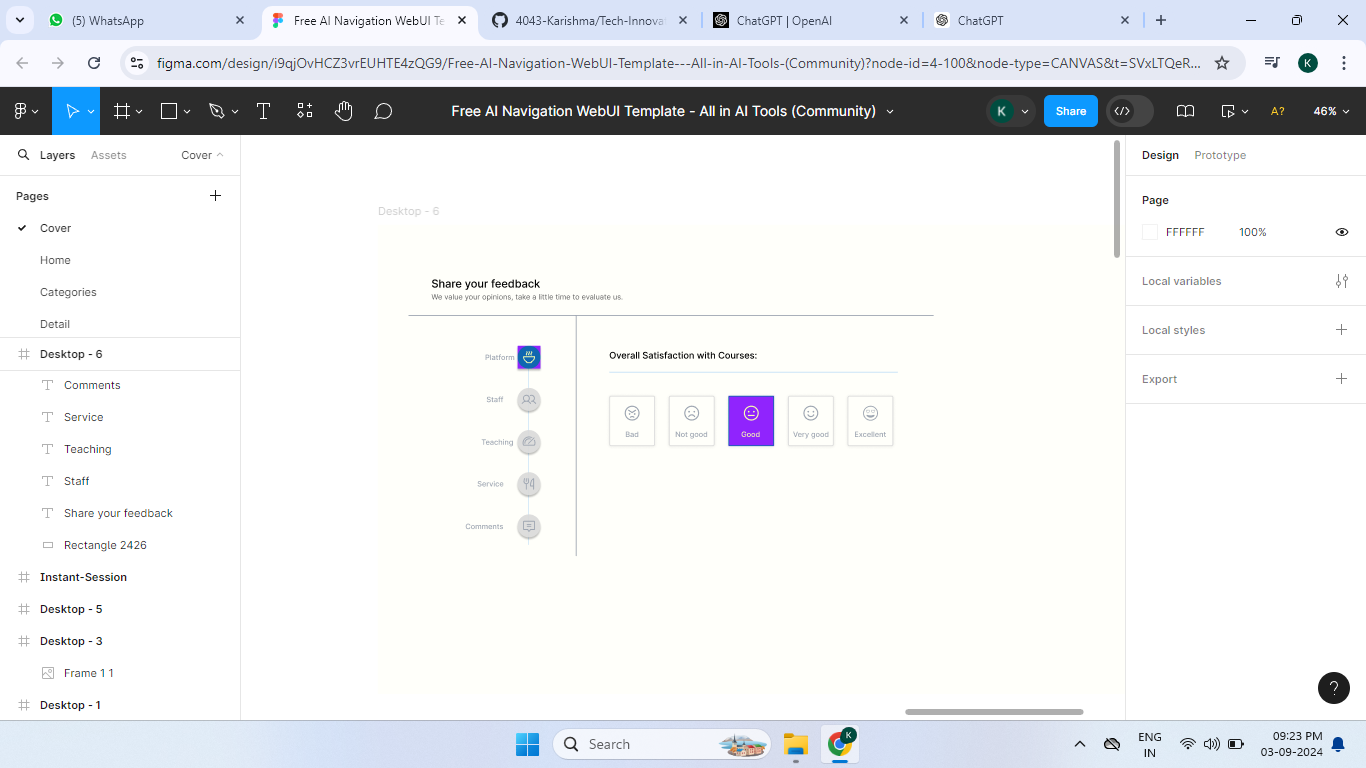 (5) WhatsApp
Free AI Navigation WebUI Te
4043-Karishma/Tech-Innova
ChatGPT | OpenAI
ChatGPT
figma.com/design/i9qjOvHCZ3vrEUHTE4zQG9/Free-AI-Navigation-WebUI-Template---All-in-AI-Tools-(Community)?node-id=4-100&node-type=CANVAS&t=SVxLTQeR...
K
Free AI Navigation WebUI Template - All in AI Tools (Community)
K
Share
A?
46%
Layers
Assets
Cover
Design
Prototype
Pages
Cover
Home
Categories
Detail
Desktop - 6
Comments
Service
Teaching
Staff
Share your feedback
Rectangle 2426
Instant-Session
Desktop - 5
Desktop - 3
Frame 1 1
Desktop - 1
Desktop - 6
Share your feedback
We value your opinions, take a little time to evaluate us.
Platform
Staff
Teaching
Service
Comments
Overall Satisfaction with Courses:
Bad
Not good
Good
Very good
Excellent
Page
FFFFFF
100%
Local variables
Local styles
Export
?
Search
K
ENG
IN
09:23 PM
03-09-2024